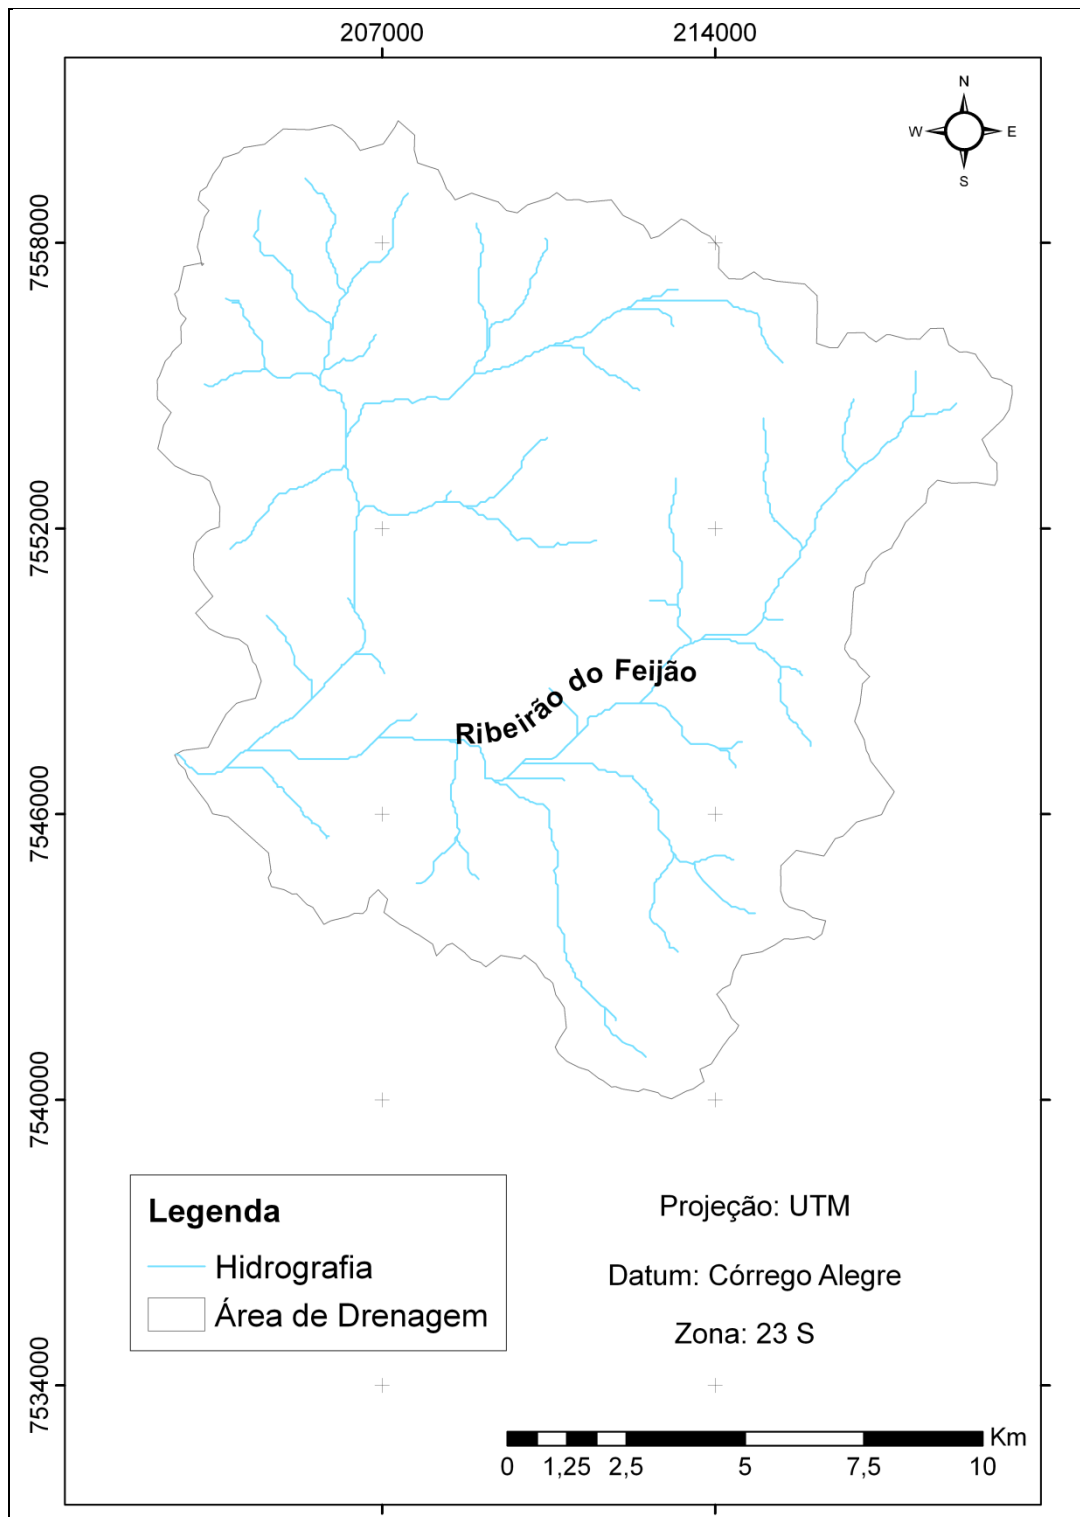 207000 214000
N
W E
S
7558000
7552000
7546000
7540000
7534000
Ribeirão do Feijão
Legenda
Hidrografia
Área de Drenagem
Projeção: UTM
Datum: Córrego Alegre
Zona: 23 S
Km
0 1,25 2,5 5 7,5 10